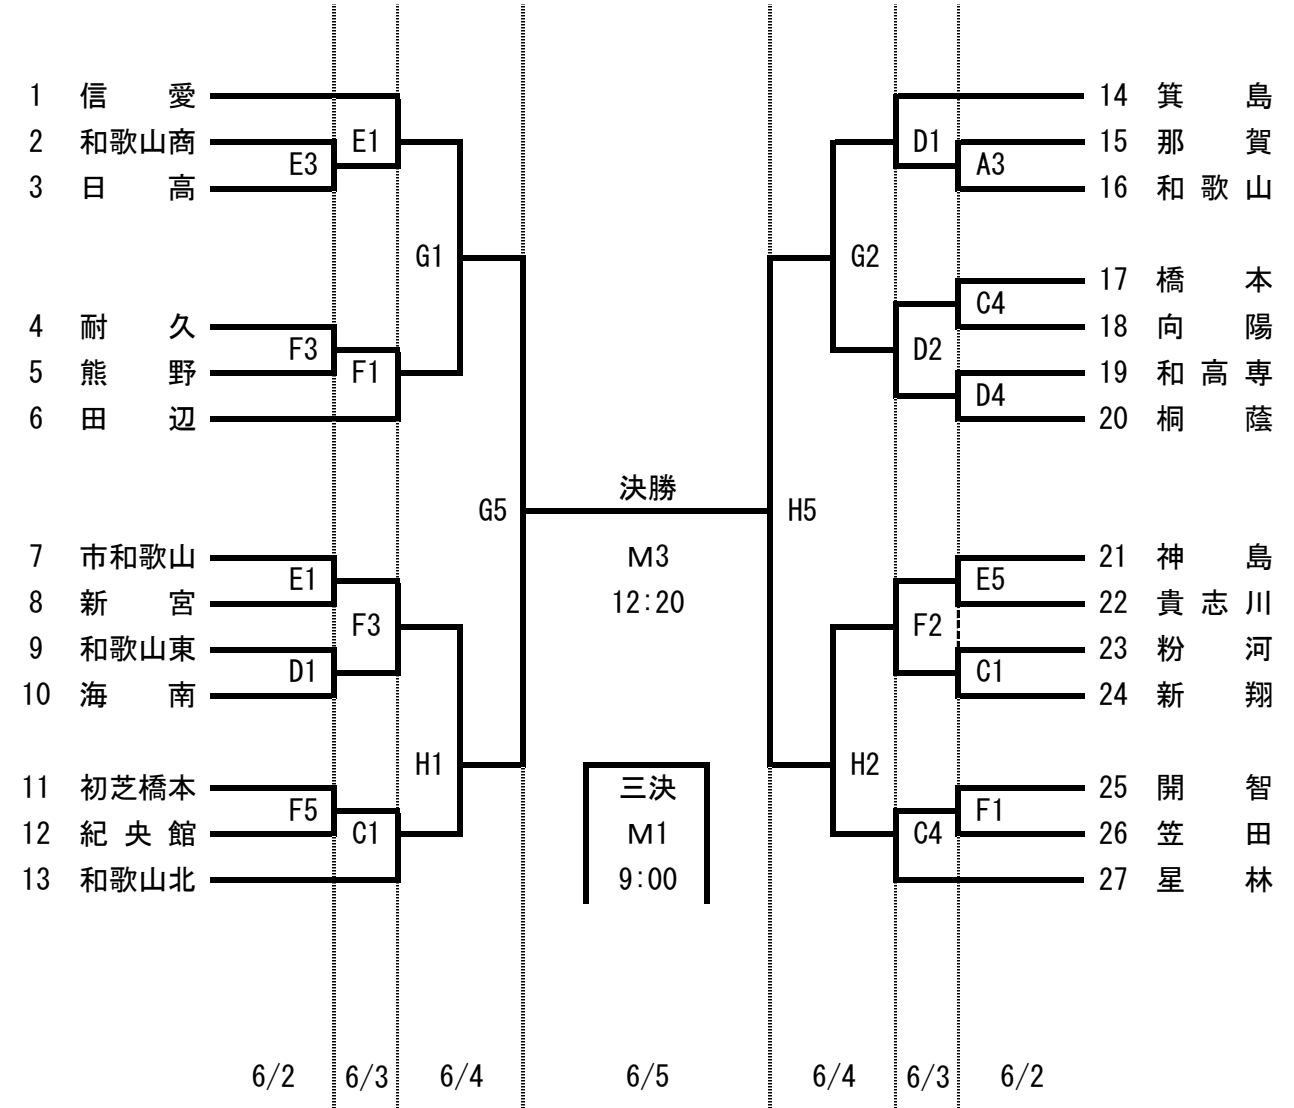 1 信愛
2 和歌山商
3 日高
E3
E1
4 耐久
5 熊野
6 田辺
F3
F1
G1
7 市和歌山
8 新宮
9 和歌山東
10 海南
E1
D1
F3
11 初芝橋本
12 紀央館
13 和歌山北
F5
C1
H1
G5
決勝
M3
12:20
三決
M1
9:00
H5
14 箕島
15 那賀
16 和歌山
D1
A3
17 橋本
18 向陽
19 和高専
20 桐蔭
C4
D4
D2
G2
21 神島
22 貴志川
23 粉河
24 新翔
E5
C1
F2
25 開智
26 笠田
27 星林
F1
C4
H2
6/2 6/3 6/4 6/5 6/4 6/3 6/2